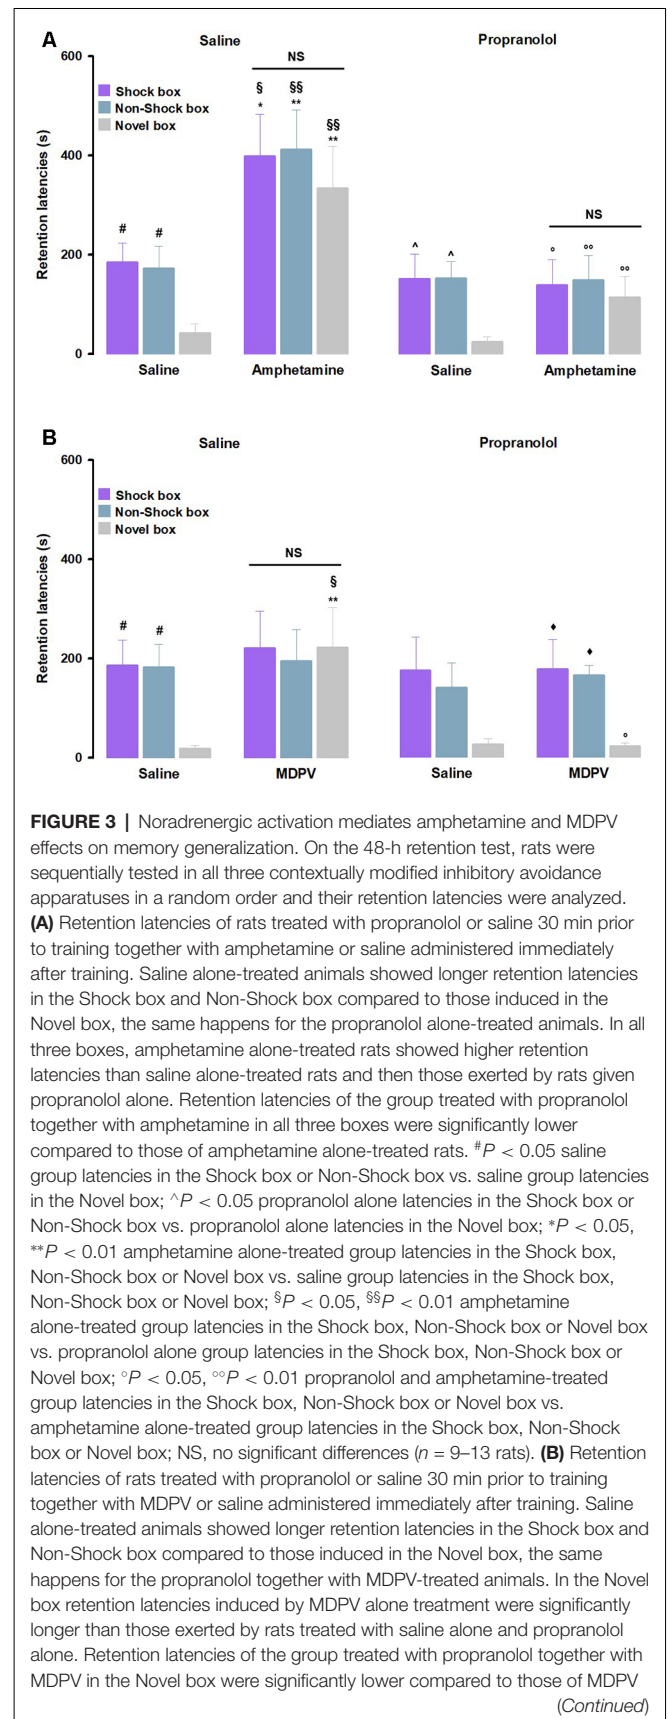 A
Saline
Propranolol
600
400
200
0
Retention latencies (s)
Shock box
Non-Shock box
Novel box
NS
§
§§
§§
*
**
**
#
#
^
^
NS
°
°°
°°
Saline
Amphetamine
Saline
Amphetamine
B
Saline
Propranolol
600
400
200
0
Retention latencies (s)
Shock box
Non-Shock box
Novel box
NS
§
**
#
#
♦
♦
°
Saline
MDPV
Saline
MDPV
FIGURE 3 | Noradrenergic activation mediates amphetamine and MDPV
effects on memory generalization. On the 48-h retention test, rats were
sequentially tested in all three contextually modified inhibitory avoidance
apparatuses in a random order and their retention latencies were analyzed.
(A) Retention latencies of rats treated with propranolol or saline 30 min prior
to training together with amphetamine or saline administered immediately
after training. Saline alone-treated animals showed longer retention latencies
in the Shock box and Non-Shock box compared to those induced in the
Novel box, the same happens for the propranolol alone-treated animals. In all
three boxes, amphetamine alone-treated rats showed higher retention
latencies than saline alone-treated rats and then those exerted by rats given
propranolol alone. Retention latencies of the group treated with propranolol
together with amphetamine in all three boxes were significantly lower
compared to those of amphetamine alone-treated rats. #P < 0.05 saline
group latencies in the Shock box or Non-Shock box vs. saline group latencies
in the Novel box; ^P < 0.05 propranolol alone latencies in the Shock box or
Non-Shock box vs. propranolol alone latencies in the Novel box; *P < 0.05,
**P < 0.01 amphetamine alone-treated group latencies in the Shock box,
Non-Shock box or Novel box vs. saline group latencies in the Shock box,
Non-Shock box or Novel box; §P < 0.05, §§P < 0.01 amphetamine
alone-treated group latencies in the Shock box, Non-Shock box or Novel box
vs. propranolol alone group latencies in the Shock box, Non-Shock box or
Novel box; °P < 0.05, °°P < 0.01 propranolol and amphetamine-treated
group latencies in the Shock box, Non-Shock box or Novel box vs.
amphetamine alone-treated group latencies in the Shock box, Non-Shock
box or Novel box; NS, no significant differences (n = 9–13 rats). (B) Retention
latencies of rats treated with propranolol or saline 30 min prior to training
together with MDPV or saline administered immediately after training. Saline
alone-treated animals showed longer retention latencies in the Shock box and
Non-Shock box compared to those induced in the Novel box, the same
happens for the propranolol together with MDPV-treated animals. In the Novel
box retention latencies induced by MDPV alone treatment were significantly
longer than those exerted by rats treated with saline alone and propranolol
alone. Retention latencies of the group treated with propranolol together with
MDPV in the Novel box were significantly lower compared to those of MDPV
(Continued)